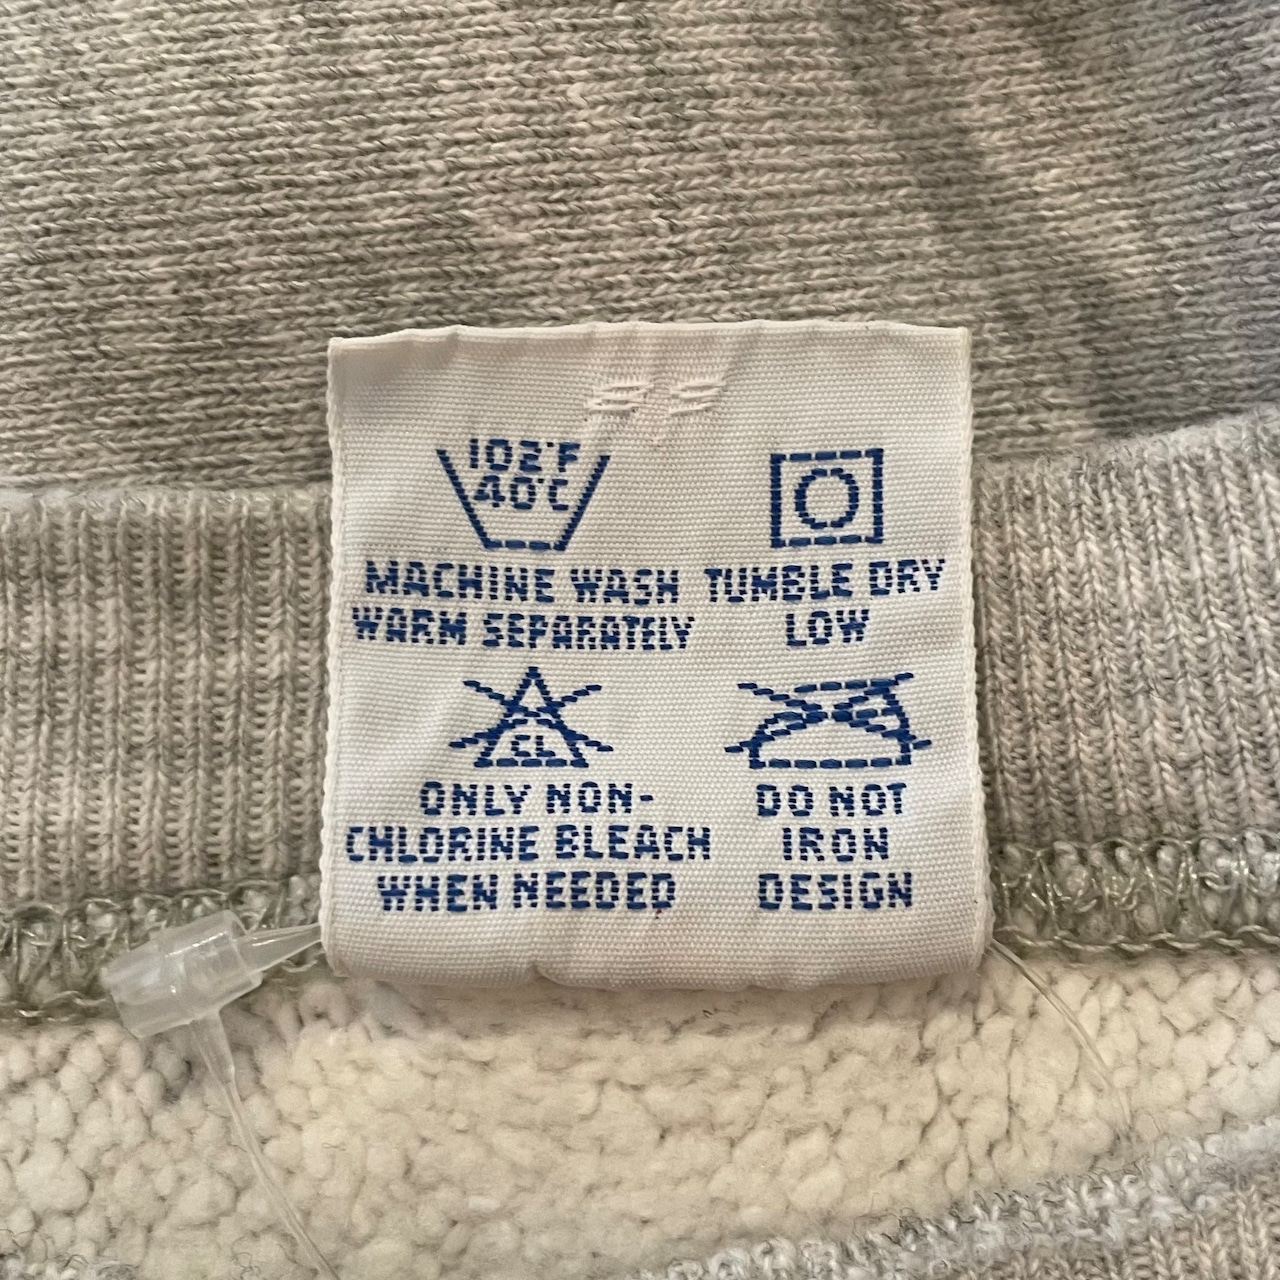 102°F
40°C
MACHINE WASH
WARM SEPARATELY
TUMBLE DRY
LOW
CL
ONLY NON-
CHLORINE BLEACH
WHEN NEEDED
DO NOT
IRON
DESIGN